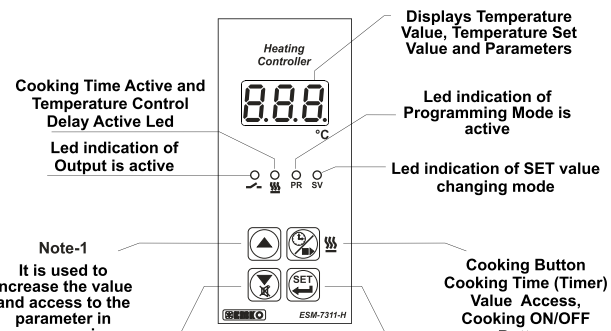 Displays Temperature
Value, Temperature Set
Value and Parameters
Heating
Controller
8.8.8.
°C
Cooking Time Active and
Temperature Control
Delay Active Led
Led indication of
Output is active
Led indication of
Programming Mode is
active
Led indication of SET value
changing mode
PR SV
Note-1
It is used to
increase the value
and access to the
parameter in
SET
Cooking Button
Cooking Time (Timer)
Value Access,
Cooking ON/OFF
EMKO
ESM-7311-H